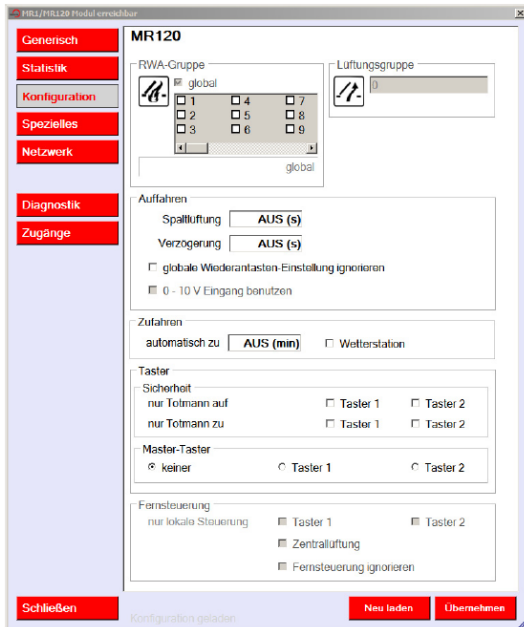 MR1/MR120 Modul erreichbar
Generisch
Statistik
Konfiguration
Spezielles
Netzwerk
Diagnostik
Zugänge
MR120
RWA-Gruppe
global
1 4 7
2 5 8
3 6 9
global
Lüftungsgruppe
0
Auffahren
Spaltlüftung AUS (s)
Verzögerung AUS (s)
globale Wiederantasten-Einstellung ignorieren
0 - 10 V Eingang benutzen
Zufahren
automatisch zu AUS (min) Wetterstation
Taster
Sicherheit
nur Totmann auf Taster 1 Taster 2
nur Totmann zu Taster 1 Taster 2
Master-Taster
keiner Taster 1 Taster 2
Fernsteuerung
nur lokale Steuerung Taster 1 Taster 2
Zentrallüftung
Fernsteuerung ignorieren
Schließen
Konfiguration geladen
Neu laden Übernehmen